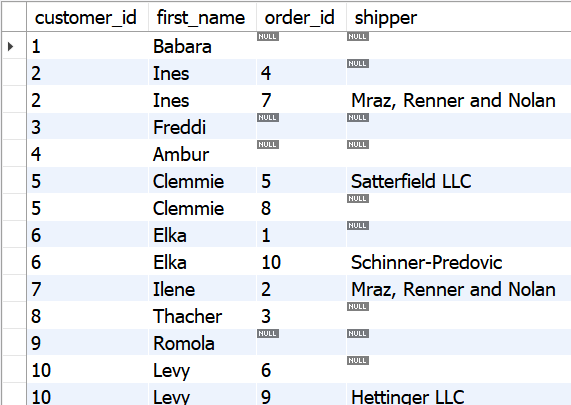 customer_id first_name order_id shipper
1 Babara NULL NULL
2 Ines 4 NULL
2 Ines 7 Mraz, Renner and Nolan
3 Freddi NULL NULL
4 Ambur NULL NULL
5 Clemmie 5 Satterfield LLC
5 Clemmie 8 NULL
6 Elka 1 NULL
6 Elka 10 Schinner-Predovic
7 Ilene 2 Mraz, Renner and Nolan
8 Thacher 3 NULL
9 Romola NULL NULL
10 Levy 6 NULL
10 Levy 9 Hettinger LLC